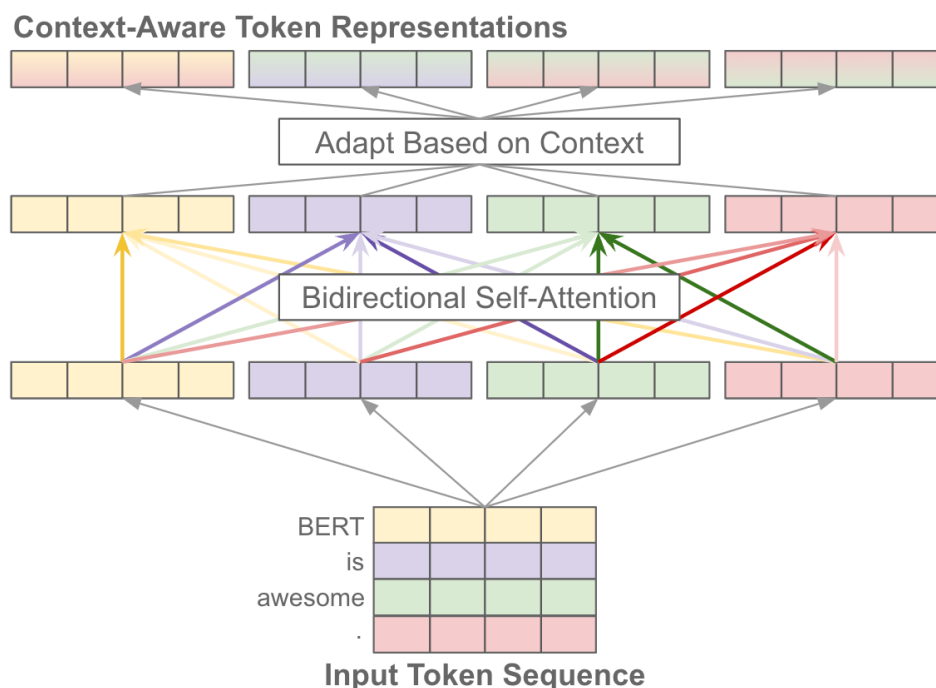 Context-Aware Token Representations
Adapt Based on Context
Bidirectional Self-Attention
BERT
is
awesome
.
Input Token Sequence